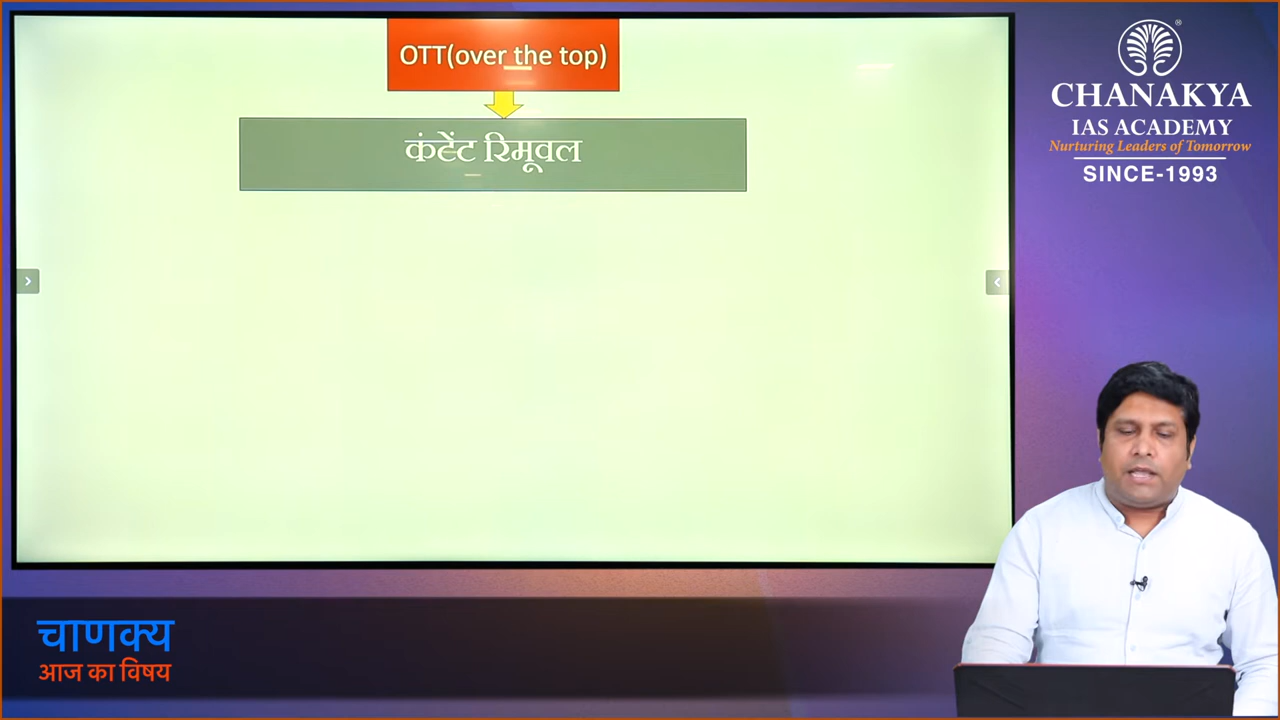 OTT(over the top)
कंटेंट रिमूवल
CHANAKYA
IAS ACADEMY
Nurturing Leaders of Tomorrow
SINCE-1993
चाणक्य
आज का विषय